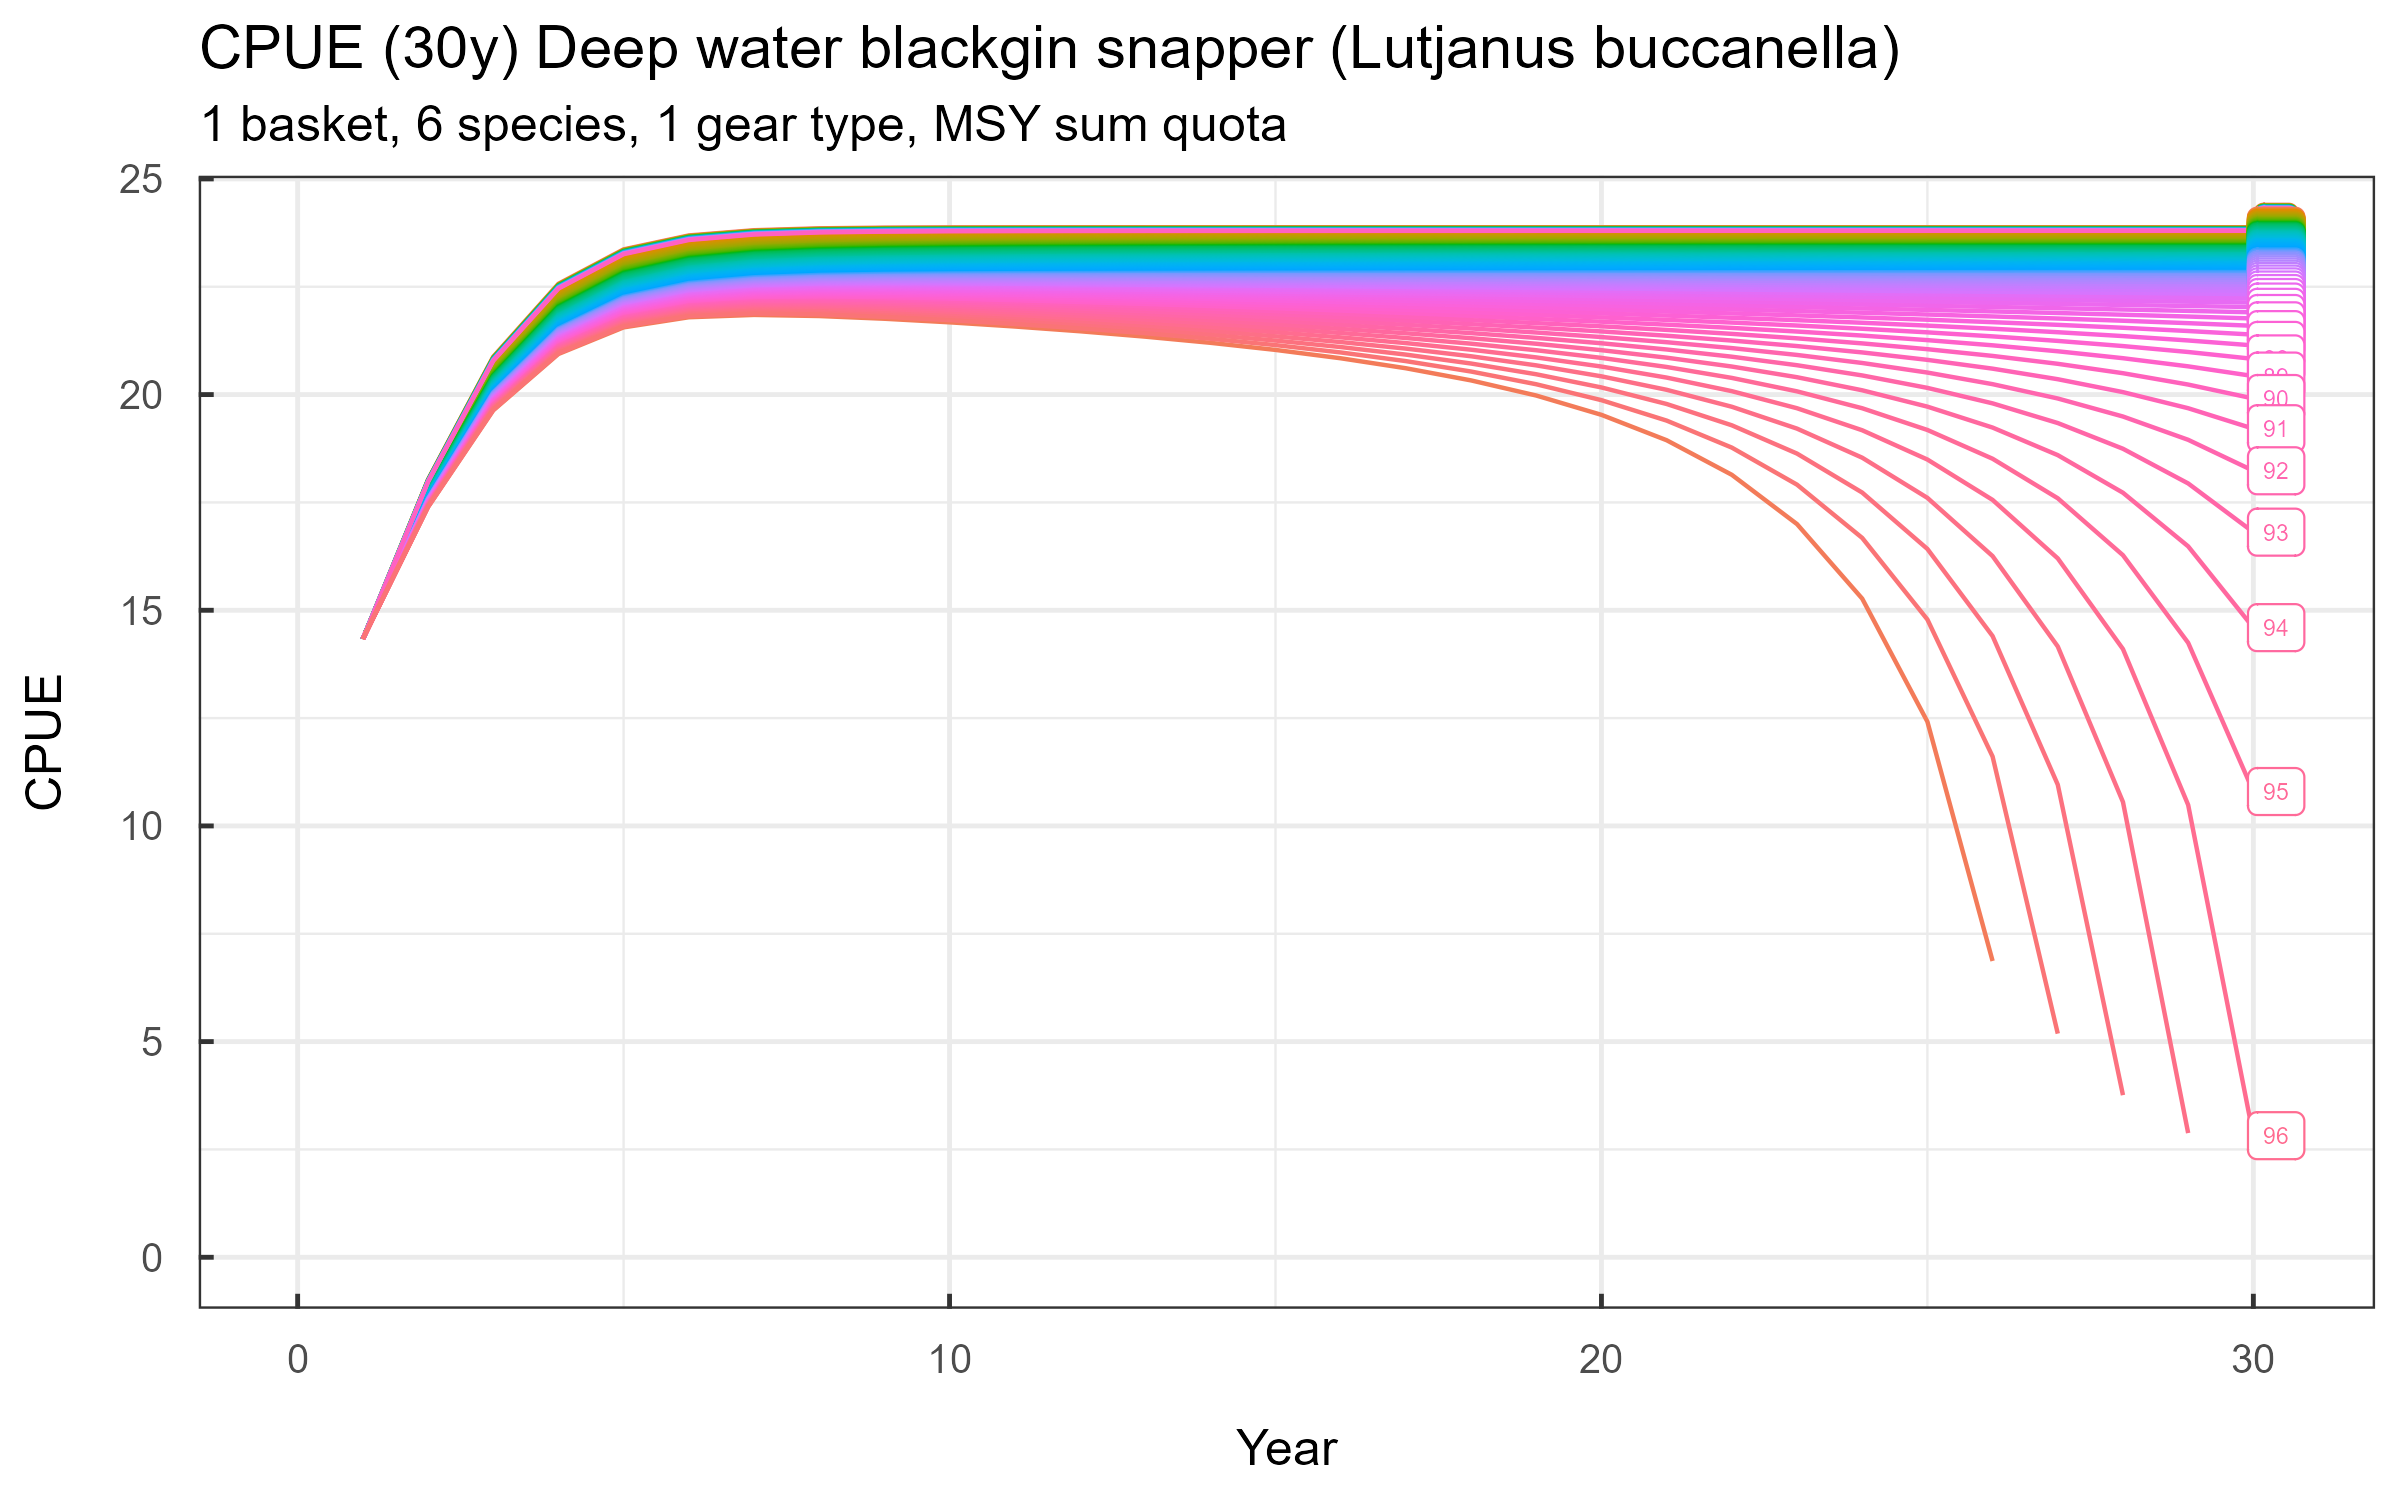 CPUE (30y) Deep water blackgin snapper (Lutjanus buccanella)
1 basket, 6 species, 1 gear type, MSY sum quota
25
20
15
10
5
0
CPUE
90
91
92
93
94
95
96
0 10 20 30
Year